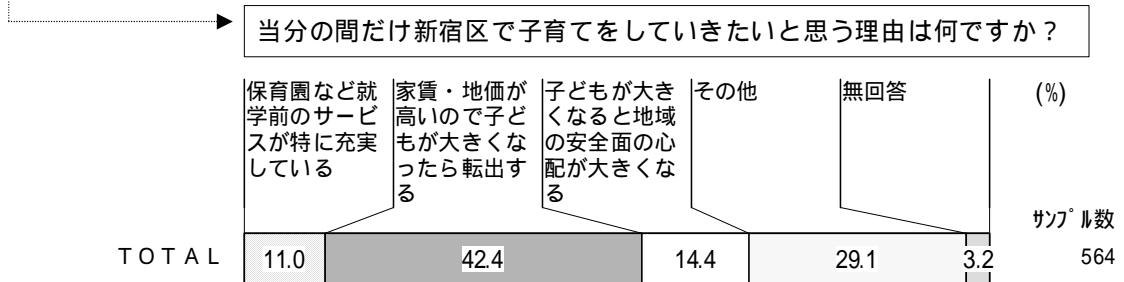 当分の間だけ新宿区で子育てをしていきたいと思う理由は何ですか？
保育園など就
学前のサービ
スが特に充実
している
家賃・地価が
高いので子ど
もが大きくな
ったら転出す
る
子どもが大き
くなると地域
の安全面の心
配が大きくな
る
その他
無回答
(%)
ｻﾝﾌﾟﾙ数
ＴＯＴＡＬ
11.0
42.4
14.4
29.1
3.2
564